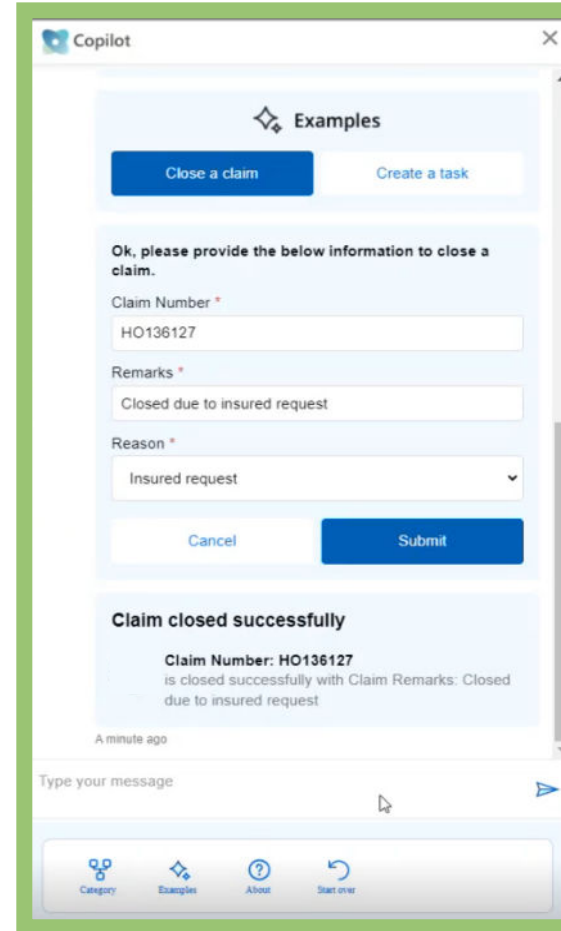 Copilot
Examples
Close a claim
Create a task
Ok, please provide the below information to close a
claim.
Claim Number *
HO136127
Remarks *
Closed due to insured request
Reason *
Insured request
Cancel
Submit
Claim closed successfully
Claim Number: HO136127
is closed successfully with Claim Remarks: Closed
due to insured request
A minute ago
Type your message
Category
Examples
About
Start over